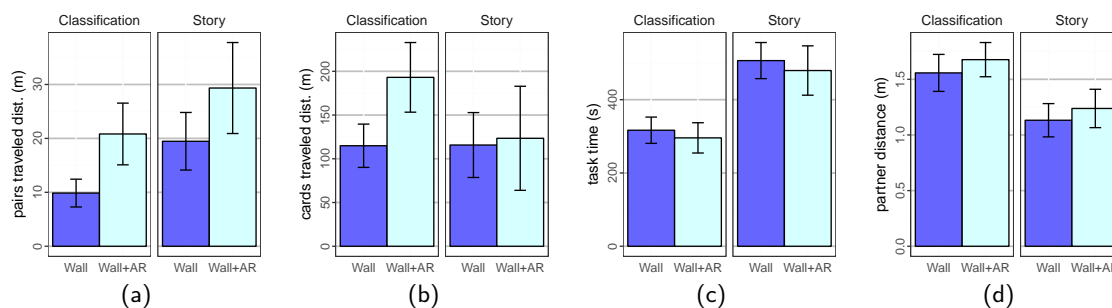 Classification Story
pairs traveled dist. (m)
0 10 20 30
Wall Wall+AR Wall Wall+AR
(a)
Classification Story
cards traveled dist. (m)
0 50 100 150 200
Wall Wall+AR Wall Wall+AR
(b)
Classification Story
task time (s)
0 200 400
Wall Wall+AR Wall Wall+AR
(c)
Classification Story
partner distance (m)
0.0 0.5 1.0 1.5
Wall Wall+AR Wall Wall+AR
(d)